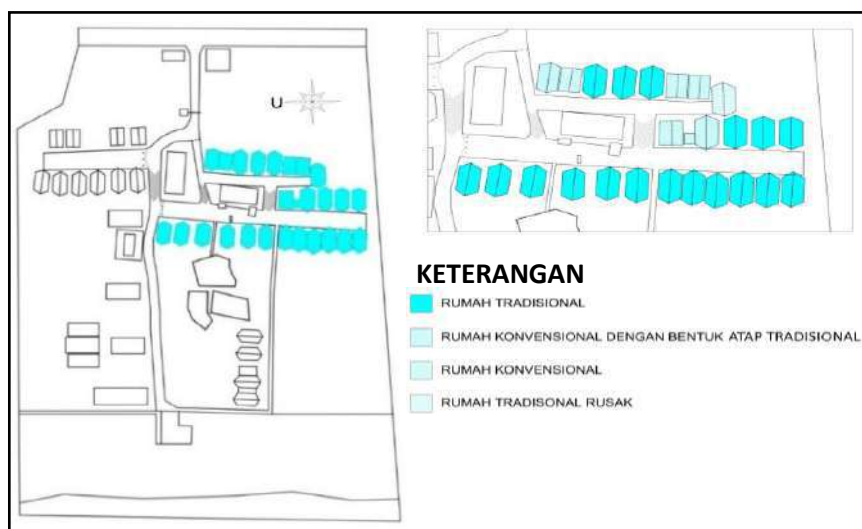 U
KETERANGAN
RUMAH TRADISIONAL
RUMAH KONVENSIONAL DENGAN BENTUK ATAP TRADISIONAL
RUMAH KONVENSIONAL
RUMAH TRADISONAL RUSAK